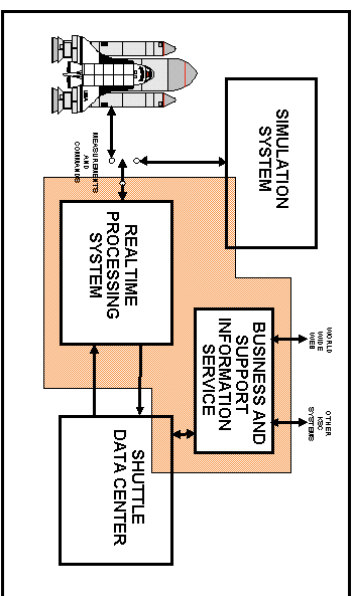 SIMULATION
SYSTEM
MEASUREMENTS
AND
COMMANDS
REALTIME
PROCESSING
SYSTEM
WORLD
WIDE
WEB
OTHER
KSC
SYSTEMS
BUSINESS AND
SUPPORT
INFORMATION
SERVICE
SHUTTLE
DATA CENTER